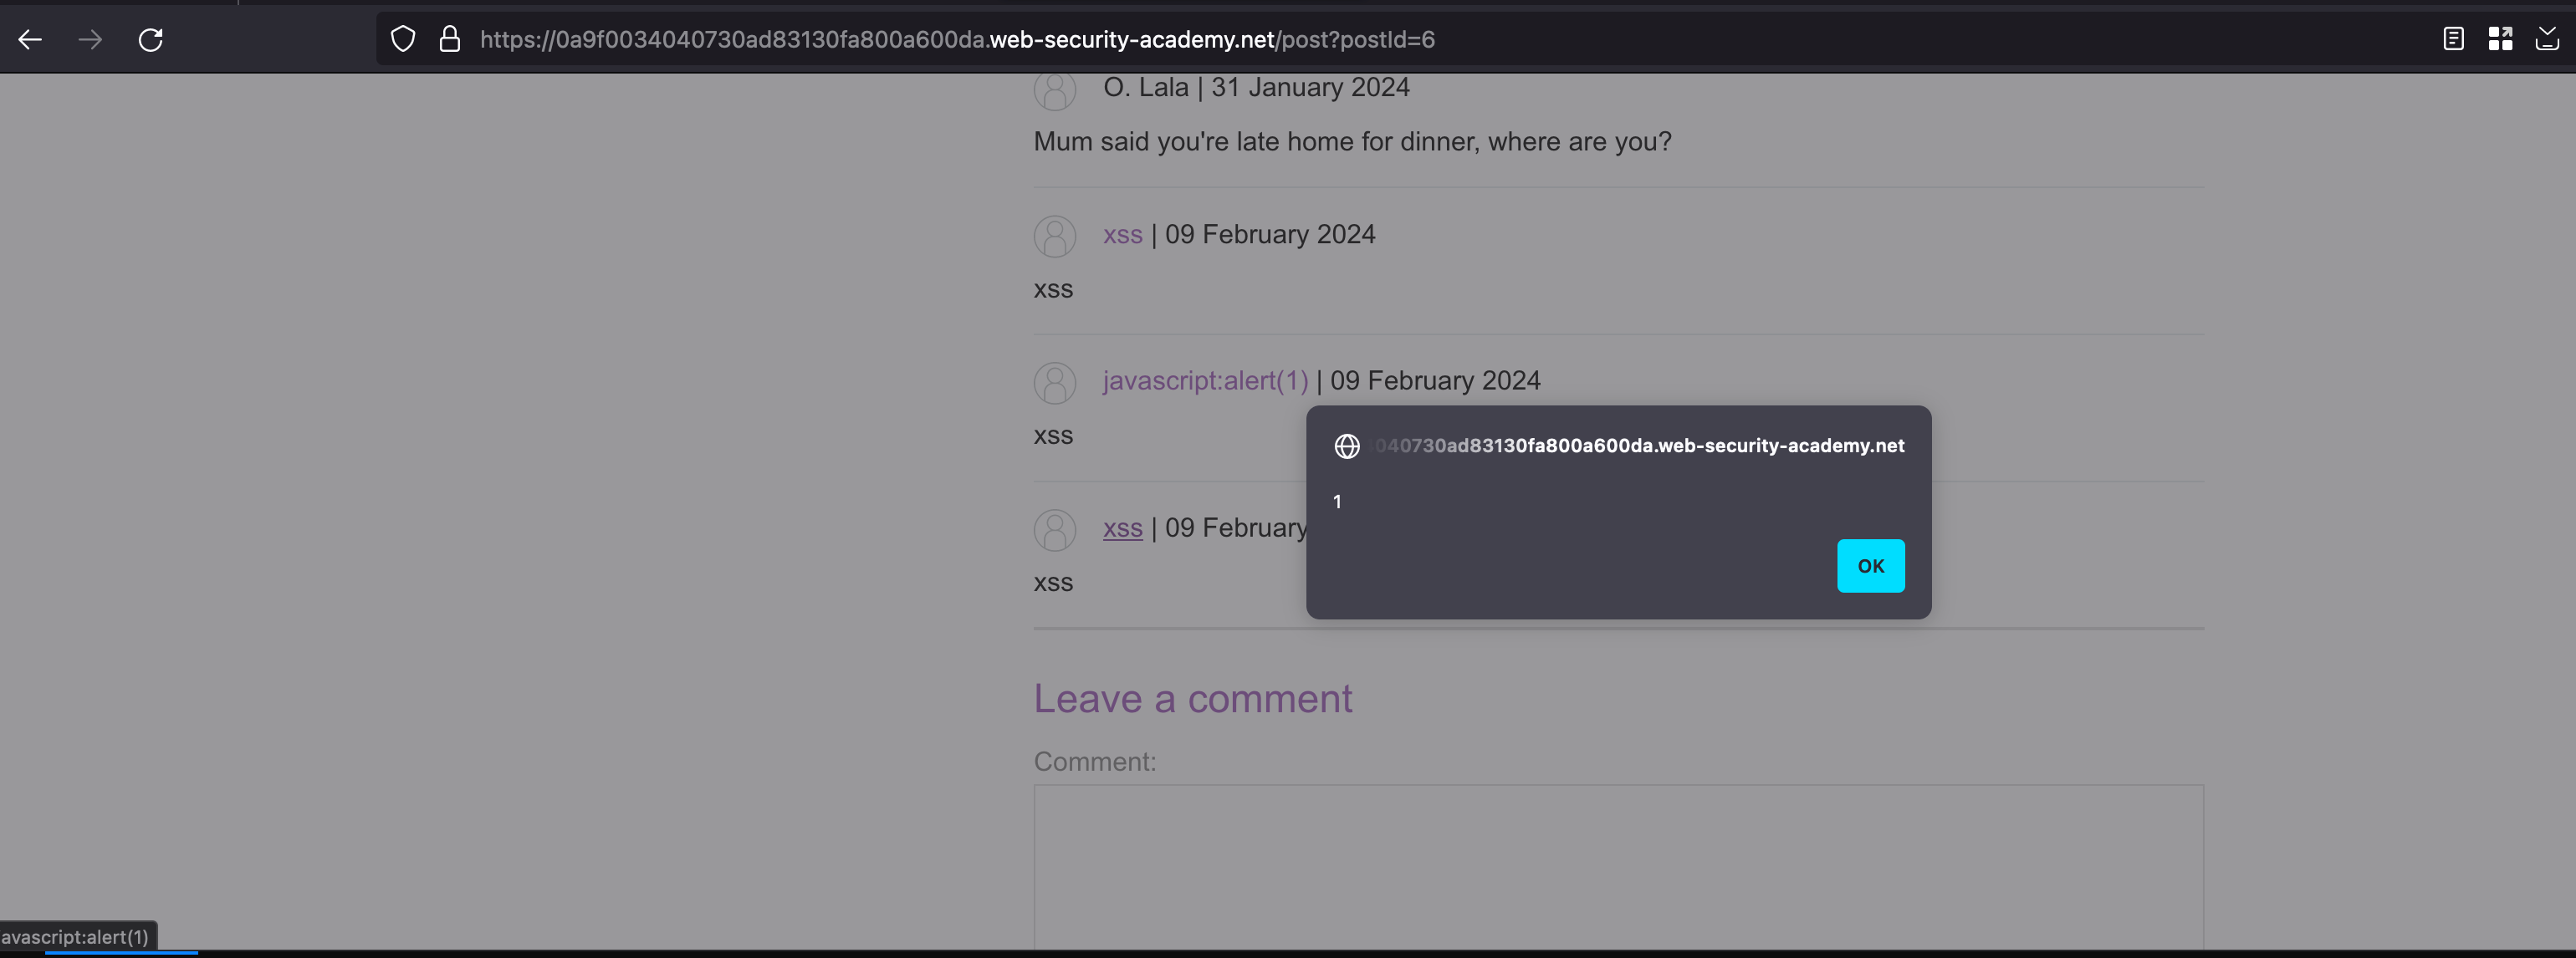 https://0a9f0034040730ad83130fa800a600da.web-security-academy.net/post?postId=6
O. Lala | 31 January 2024
Mum said you're late home for dinner, where are you?
xss | 09 February 2024
xss
javascript:alert(1) | 09 February 2024
xss
040730ad83130fa800a600da.web-security-academy.net
1
OK
xss | 09 February
xss
Leave a comment
Comment:
avascript:alert(1)